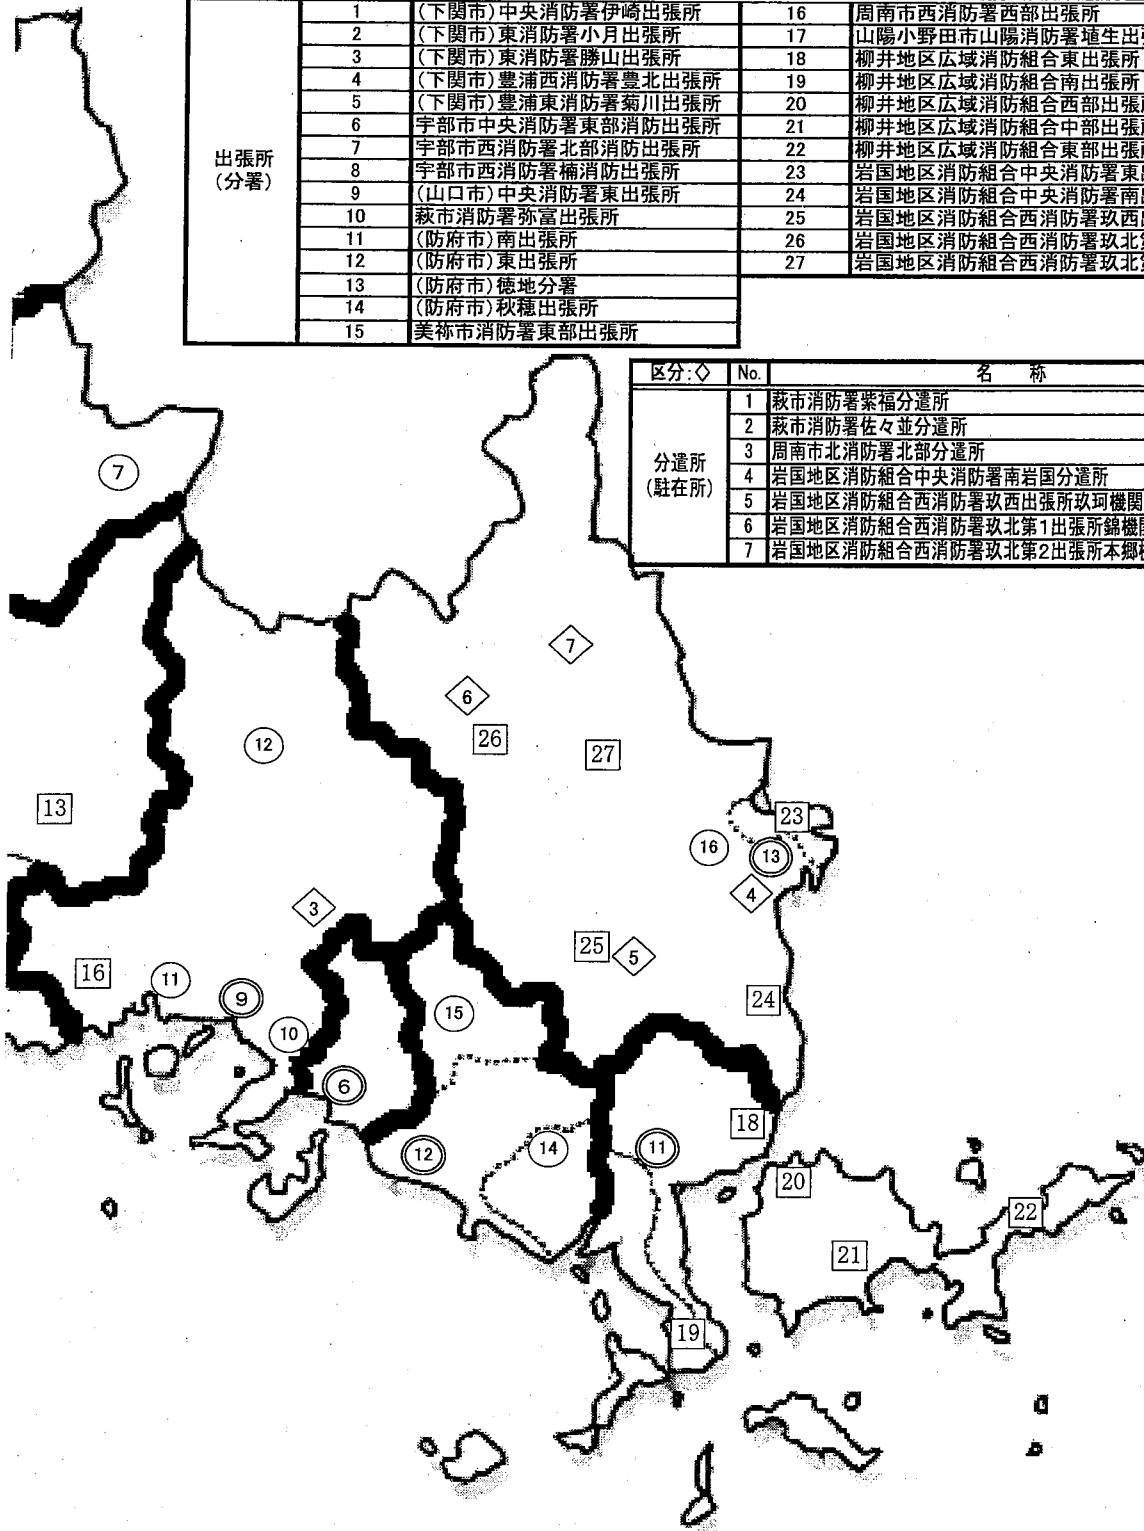 出張所
(分署)
1 (下関市)中央消防署伊崎出張所 16 周南市西消防署西部出張所
2 (下関市)東消防署小月出張所 17 山陽小野田市山陽消防署埴生出
3 (下関市)東消防署勝山出張所 18 柳井地区広域消防組合東出張所
4 (下関市)豊浦西消防署豊北出張所 19 柳井地区広域消防組合南出張所
5 (下関市)豊浦東消防署菊川出張所 20 柳井地区広域消防組合西部出張
6 宇部市中央消防署東部消防出張所 21 柳井地区広域消防組合中部出張
7 宇部市西消防署北部消防出張所 22 柳井地区広域消防組合東部出張
8 宇部市西消防署楠消防出張所 23 岩国地区消防組合中央消防署東
9 (山口市)中央消防署東出張所 24 岩国地区消防組合中央消防署南
10 萩市消防署弥富出張所 25 岩国地区消防組合西消防署玖西
11 (防府市)南出張所 26 岩国地区消防組合西消防署玖北
12 (防府市)東出張所 27 岩国地区消防組合西消防署玖北
13 (防府市)徳地分署
14 (防府市)秋穂出張所
15 美祢市消防署東部出張所
区分:◇ No. 名 称
分遣所
(駐在所)
1 萩市消防署紫福分遣所
2 萩市消防署佐々並分遣所
3 周南市北消防署北部分遣所
4 岩国地区消防組合中央消防署南岩国分遣所
5 岩国地区消防組合西消防署玖西出張所玖珂機関
6 岩国地区消防組合西消防署玖北第1出張所錦機
7 岩国地区消防組合西消防署玖北第2出張所本郷
7
7
6
26
12
27
13
23
16
13
4
3
25
5
16
11
9
24
15
10
6
18
12
14
11
20
22
21
19